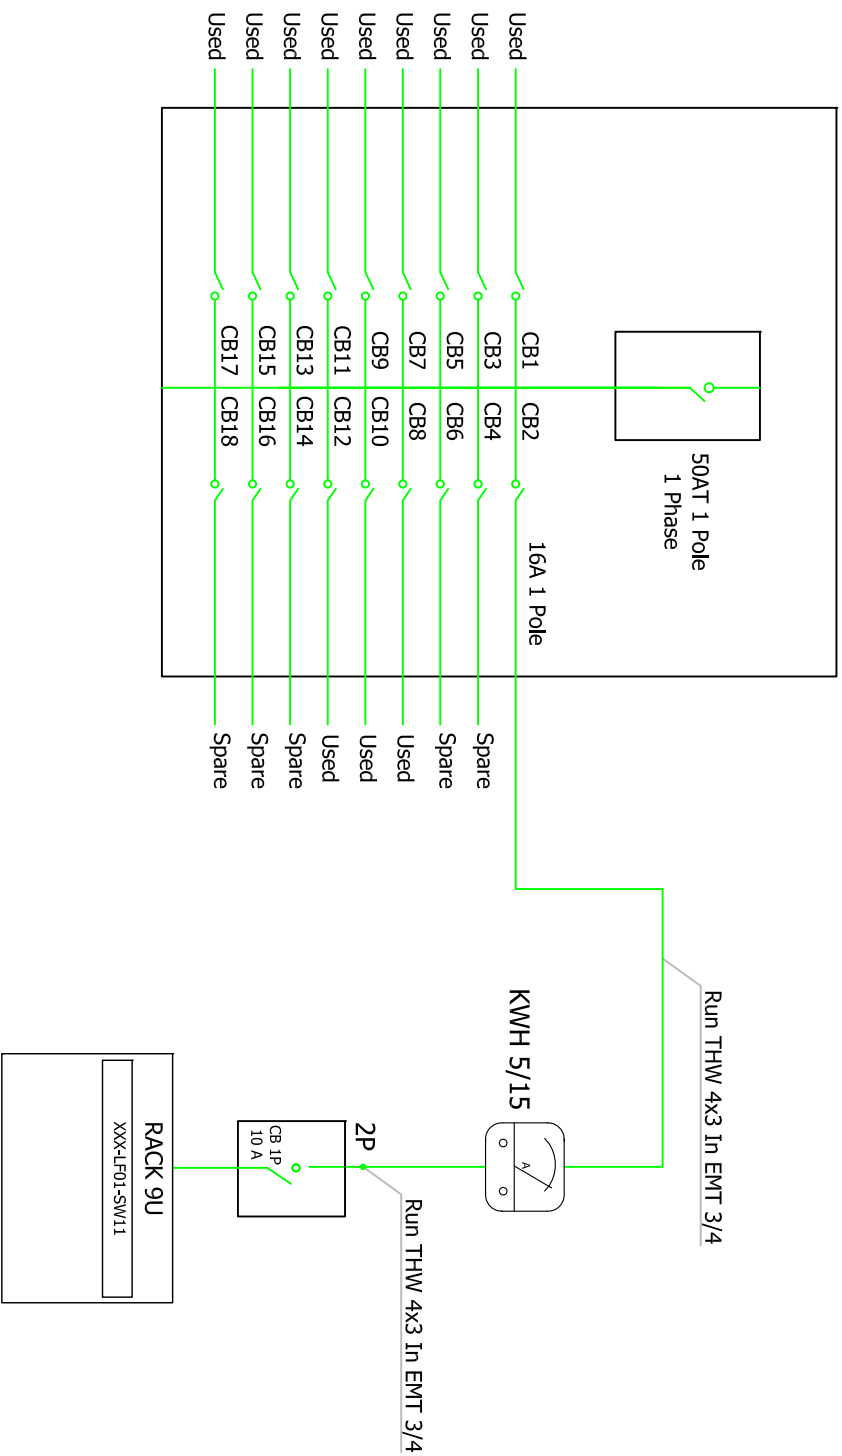 50AT 1 Pole
1 Phase
16A 1 Pole
Used CB1 CB2
Used CB3 CB4 Spare
Used CB5 CB6 Spare
Used CB7 CB8 Used
Used CB9 CB10 Used
Used CB11 CB12 Used
Used CB13 CB14 Spare
Used CB15 CB16 Spare
Used CB17 CB18 Spare
Run THW 4x3 In EMT 3/4
KWH 5/15
A
2P
Run THW 4x3 In EMT 3/4
CB 1P
10 A
RACK 9U
XXX-LF01-SW11